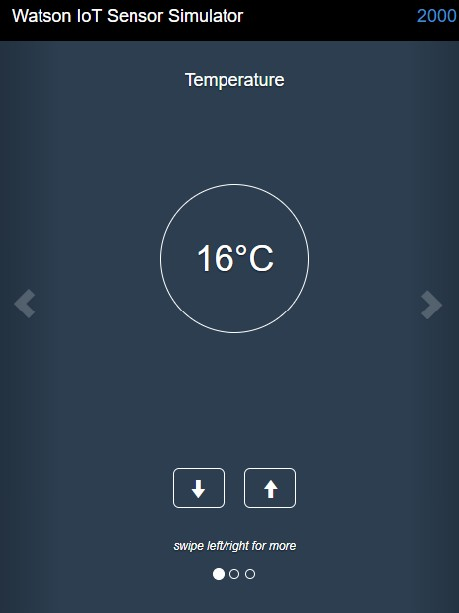 Watson IoT Sensor Simulator 2000
Temperature
16°C
swipe left/right for more